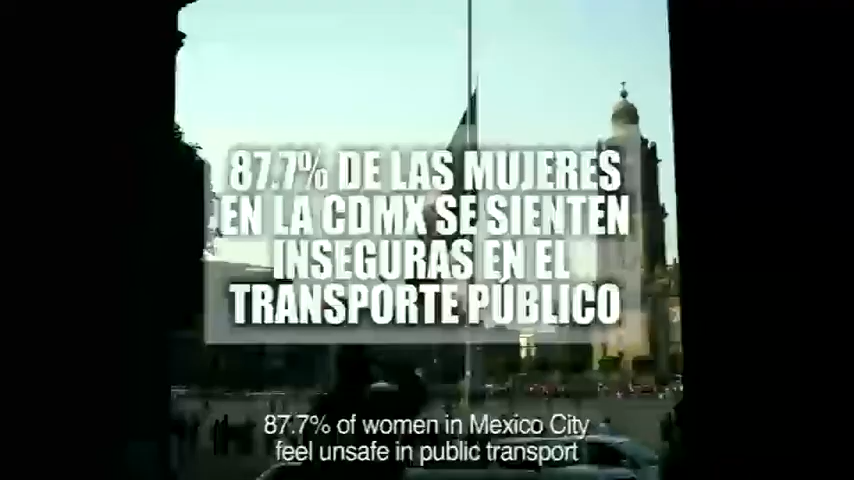 87.7% DE LAS MUJERES
EN LA CDMX SE SIENTEN
INSEGURAS EN EL
TRANSPORTE PÚBLICO
87.7% of women in Mexico City
feel unsafe in public transport